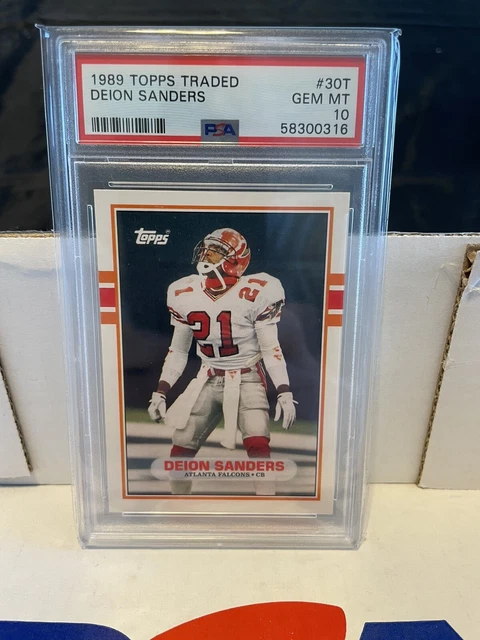 1989 TOPPS TRADED #30T
DEION SANDERS GEM MT
10
PSA 58300316
Topps
1 21
21
DEION SANDERS
ATLANTA FALCONS • CB